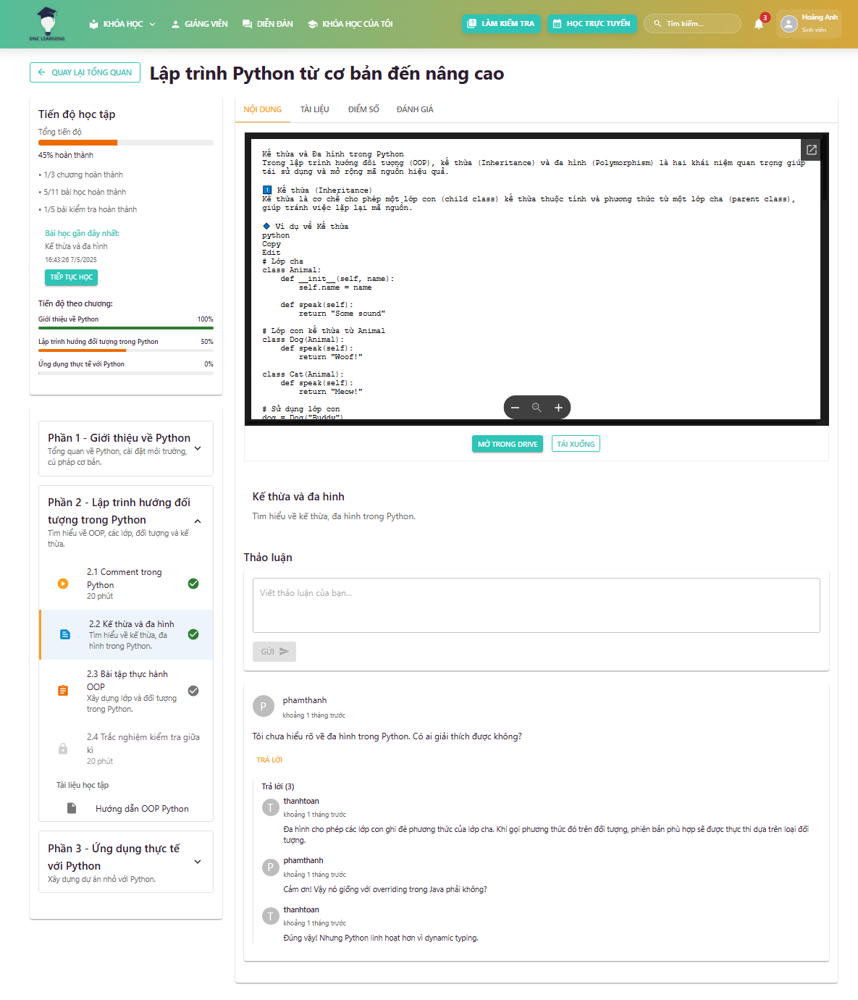 DNC LEARNING
KHÓA HỌC
GIẢNG VIÊN
DIỄN ĐÀN
KHÓA HỌC CỦA TÔI
LÀM KIỂM TRA
HỌC TRỰC TUYẾN
Tìm kiếm...
3
Hoàng Anh
Sinh viên
QUAY LẠI TỔNG QUAN
Lập trình Python từ cơ bản đến nâng cao
Tiến độ học tập
Tổng tiến độ
45% hoàn thành
• 1/3 chương hoàn thành
• 5/11 bài học hoàn thành
• 1/5 bài kiểm tra hoàn thành
Bài học gần đây nhất:
Kế thừa và đa hình
16:43:26 7/5/2025
TIẾP TỤC HỌC
Tiến độ theo chương:
Giới thiệu về Python 100%
Lập trình hướng đối tượng trong Python 50%
Ứng dụng thực tế với Python 0%
Phần 1 - Giới thiệu về Python
Tổng quan về Python, cài đặt môi trường,
cú pháp cơ bản.
Phần 2 - Lập trình hướng đối
tượng trong Python
Tìm hiểu về OOP, các lớp, đối tượng và kế
thừa.
2.1 Comment trong
Python
20 phút
2.2 Kế thừa và đa hình
Tìm hiểu về kế thừa, đa
hình trong Python.
2.3 Bài tập thực hành
OOP
Xây dựng lớp và đối tượng
trong Python.
2.4 Trắc nghiệm kiểm tra giữa
kì
20 phút
Tài liệu học tập
Hướng dẫn OOP Python
Phần 3 - Ứng dụng thực tế
với Python
Xây dựng dự án nhỏ với Python.
NỘI DUNG
TÀI LIỆU
ĐIỂM SỐ
ĐÁNH GIÁ
Kế thừa và Đa hình trong Python
Trong lập trình hướng đối tượng (OOP), kế thừa (Inheritance) và đa hình (Polymorphism) là hai khái niệm quan trọng giúp
tái sử dụng và mở rộng mã nguồn hiệu quả.
1 Kế thừa (Inheritance)
Kế thừa là cơ chế cho phép một lớp con (child class) kế thừa thuộc tính và phương thức từ một lớp cha (parent class),
giúp tránh việc lặp lại mã nguồn.
🔹 Ví dụ về Kế thừa
python
Copy
Edit
# Lớp cha
class Animal:
    def __init__(self, name):
        self.name = name
    def speak(self):
        return "Some sound"
# Lớp con kế thừa từ Animal
class Dog(Animal):
    def speak(self):
        return "Woof!"
class Cat(Animal):
    def speak(self):
        return "Meow!"
# Sử dụng lớp con
dog = Dog("Buddy")
MỞ TRONG DRIVE
TẢI XUỐNG
Kế thừa và đa hình
Tìm hiểu về kế thừa, đa hình trong Python.
Thảo luận
Viết thảo luận của bạn...
GỬI
P
phamthanh
khoảng 1 tháng trước
Tôi chưa hiểu rõ về đa hình trong Python. Có ai giải thích được không?
TRẢ LỜI
Trả lời (3)
T
thanhtoan
khoảng 1 tháng trước
Đa hình cho phép các lớp con ghi đè phương thức của lớp cha. Khi gọi phương thức đó trên đối tượng, phiên bản phù hợp sẽ được thực thi dựa trên loại đối
tượng.
P
phamthanh
khoảng 1 tháng trước
Cảm ơn! Vậy nó giống với overriding trong Java phải không?
T
thanhtoan
khoảng 1 tháng trước
Đúng vậy! Nhưng Python linh hoạt hơn vì dynamic typing.